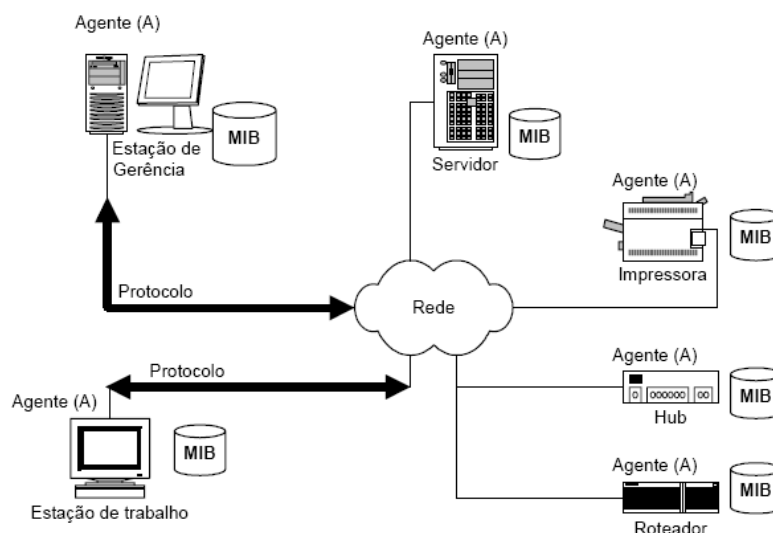 Agente (A)
MIB
Estação de
Gerência
Agente (A)
MIB
Servidor
Agente (A)
MIB
Impressora
Protocolo
Rede
Protocolo
Agente (A)
MIB
Hub
Agente (A)
MIB
Estação de trabalho
Agente (A)
MIB
Roteador